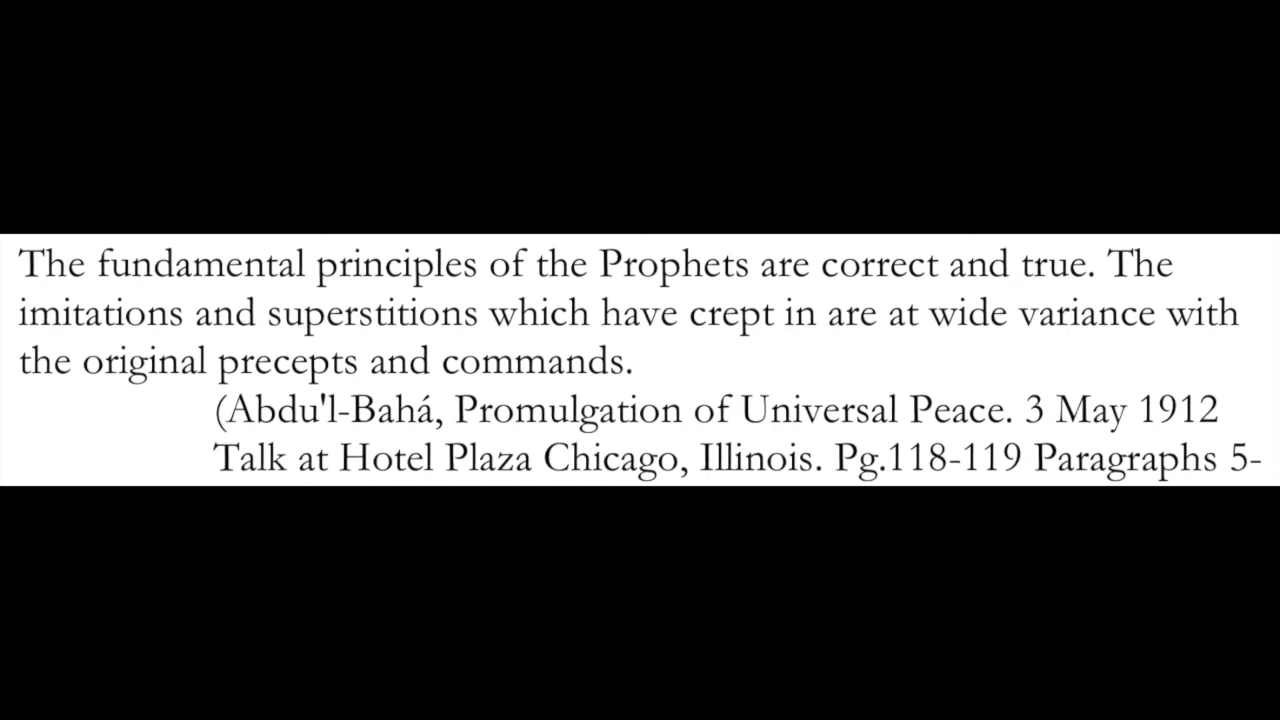 The fundamental principles of the Prophets are correct and true. The
imitations and superstitions which have crept in are at wide variance with
the original precepts and commands.
(Abdu'l-Bahá, Promulgation of Universal Peace. 3 May 1912
Talk at Hotel Plaza Chicago, Illinois. Pg.118-119 Paragraphs 5-